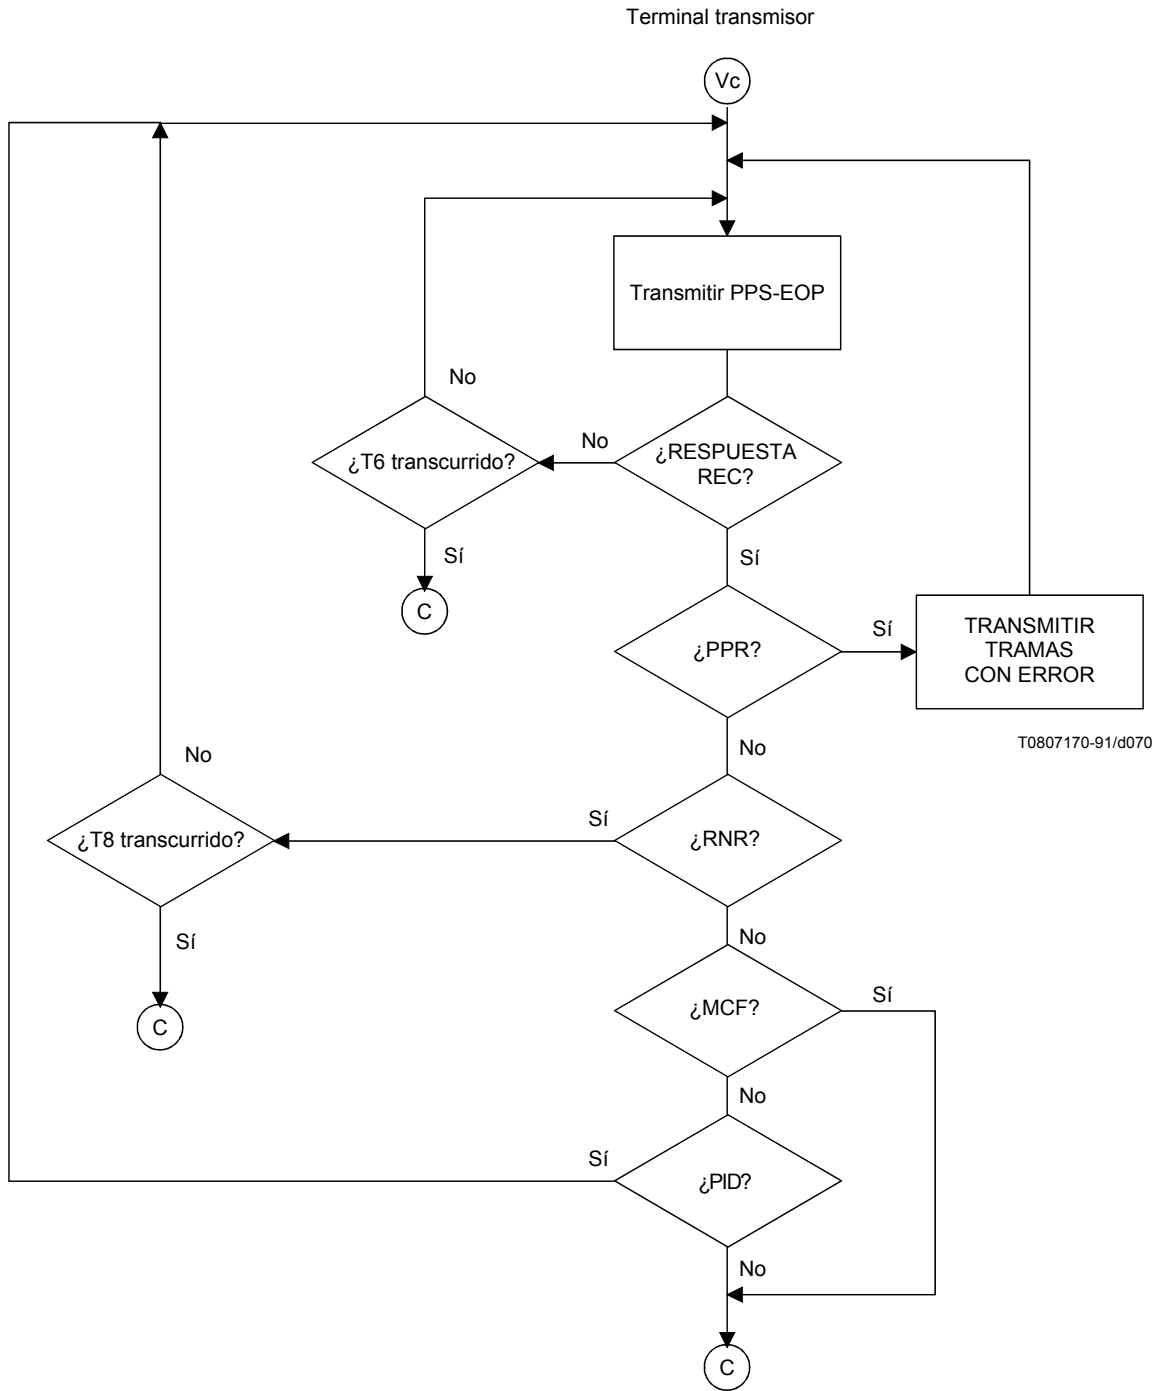 Terminal transmisor
Vc
Transmitir PPS-EOP
No
¿T6 transcurrido?
No
¿RESPUESTA
REC?
Sí
C
Sí
¿PPR?
Sí
TRANSMITIR
TRAMAS
CON ERROR
T0807170-91/d070
No
No
¿T8 transcurrido?
Sí
¿RNR?
Sí
C
No
¿MCF?
Sí
No
Sí
¿PID?
No
C